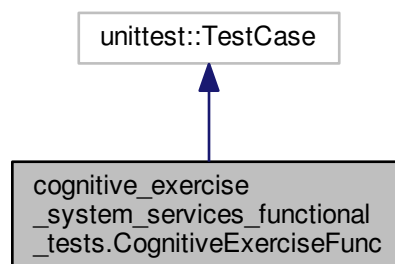 unittest::TestCase
cognitive_exercise
_system_services_functional
_tests.CognitiveExerciseFunc